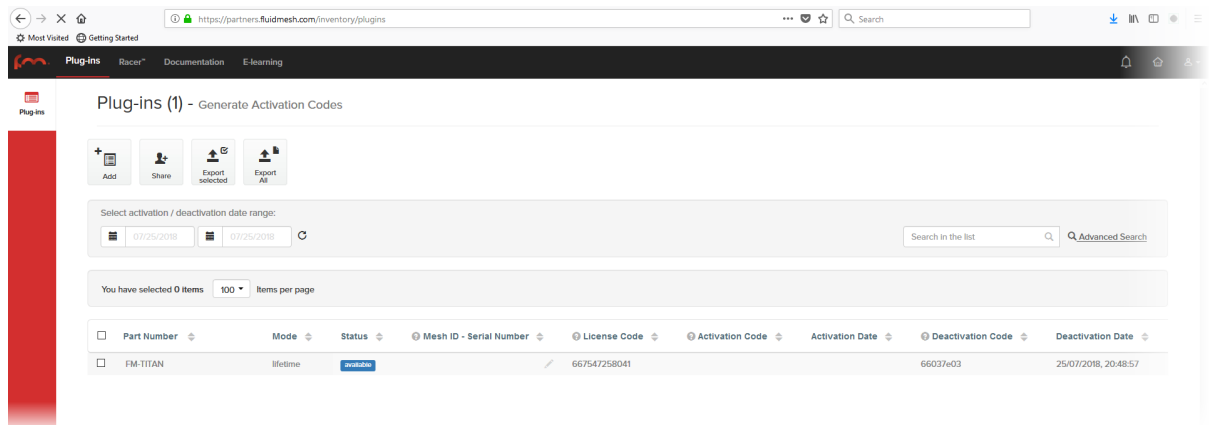 https://partners.fluidmesh.com/inventory/plugins
Search
Most Visited Getting Started
Plug-ins Racer™ Documentation E-learning
Plug-ins
Plug-ins (1) - Generate Activation Codes
Add Share Export selected Export All
Select activation / deactivation date range:
07/25/2018 07/25/2018 Search in the list Advanced Search
You have selected 0 items 100 Items per page
Part Number Mode Status Mesh ID - Serial Number License Code Activation Code Activation Date Deactivation Code Deactivation Date
FM-TITAN lifetime available 667547258041 66037e03 25/07/2018, 20:48:57